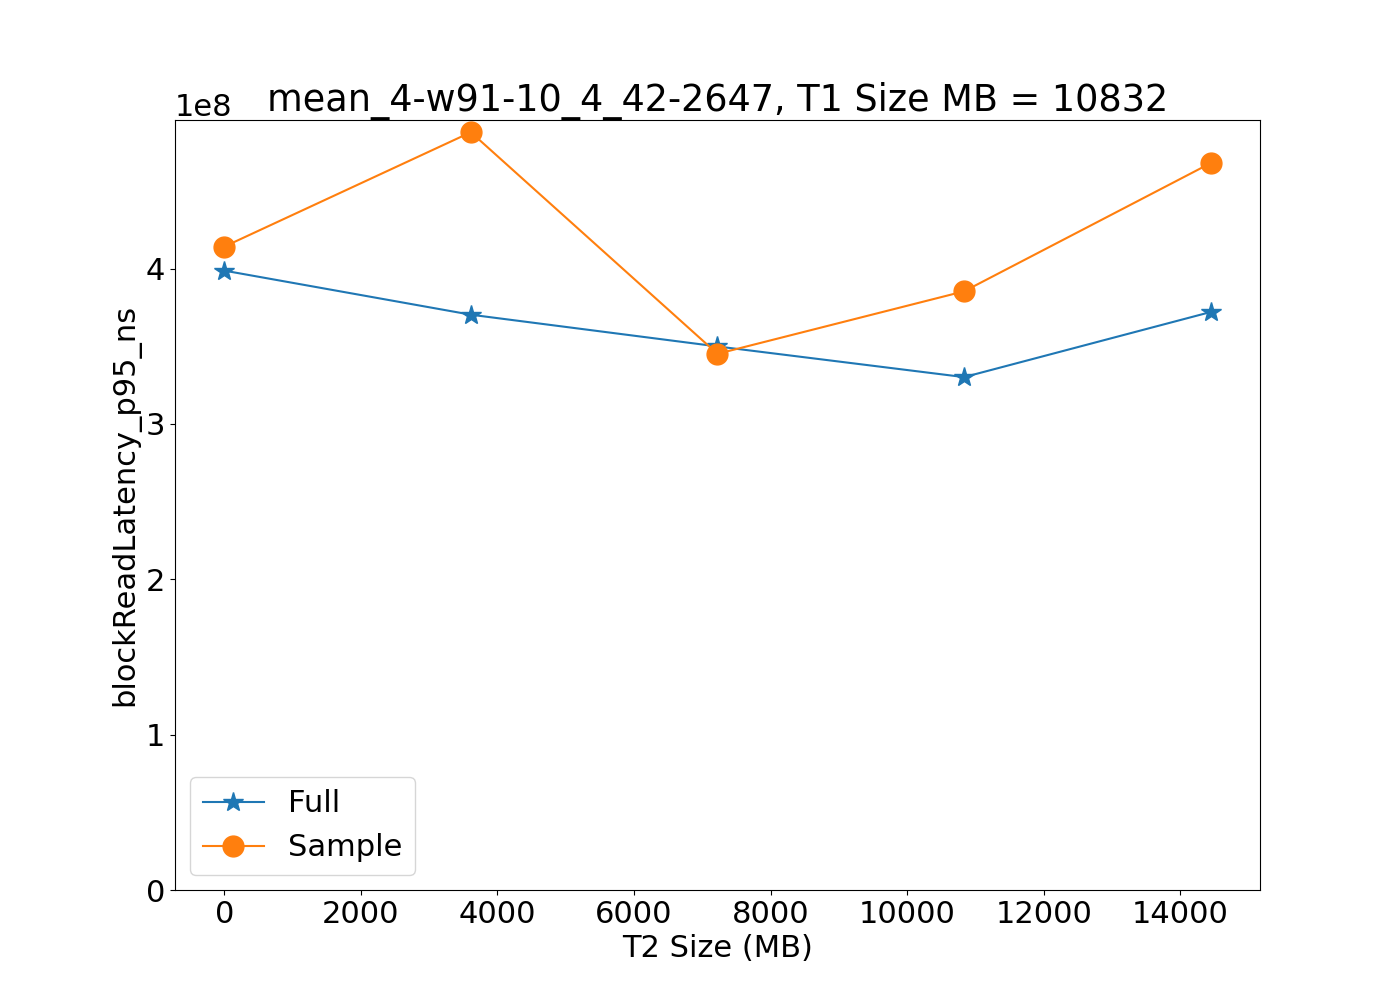 1e8
mean_4-w91-10_4_42-2647, T1 Size MB = 10832
blockReadLatency_p95_ns
4
3
2
1
0
Full
Sample
0 2000 4000 6000 8000 10000 12000 14000
T2 Size (MB)